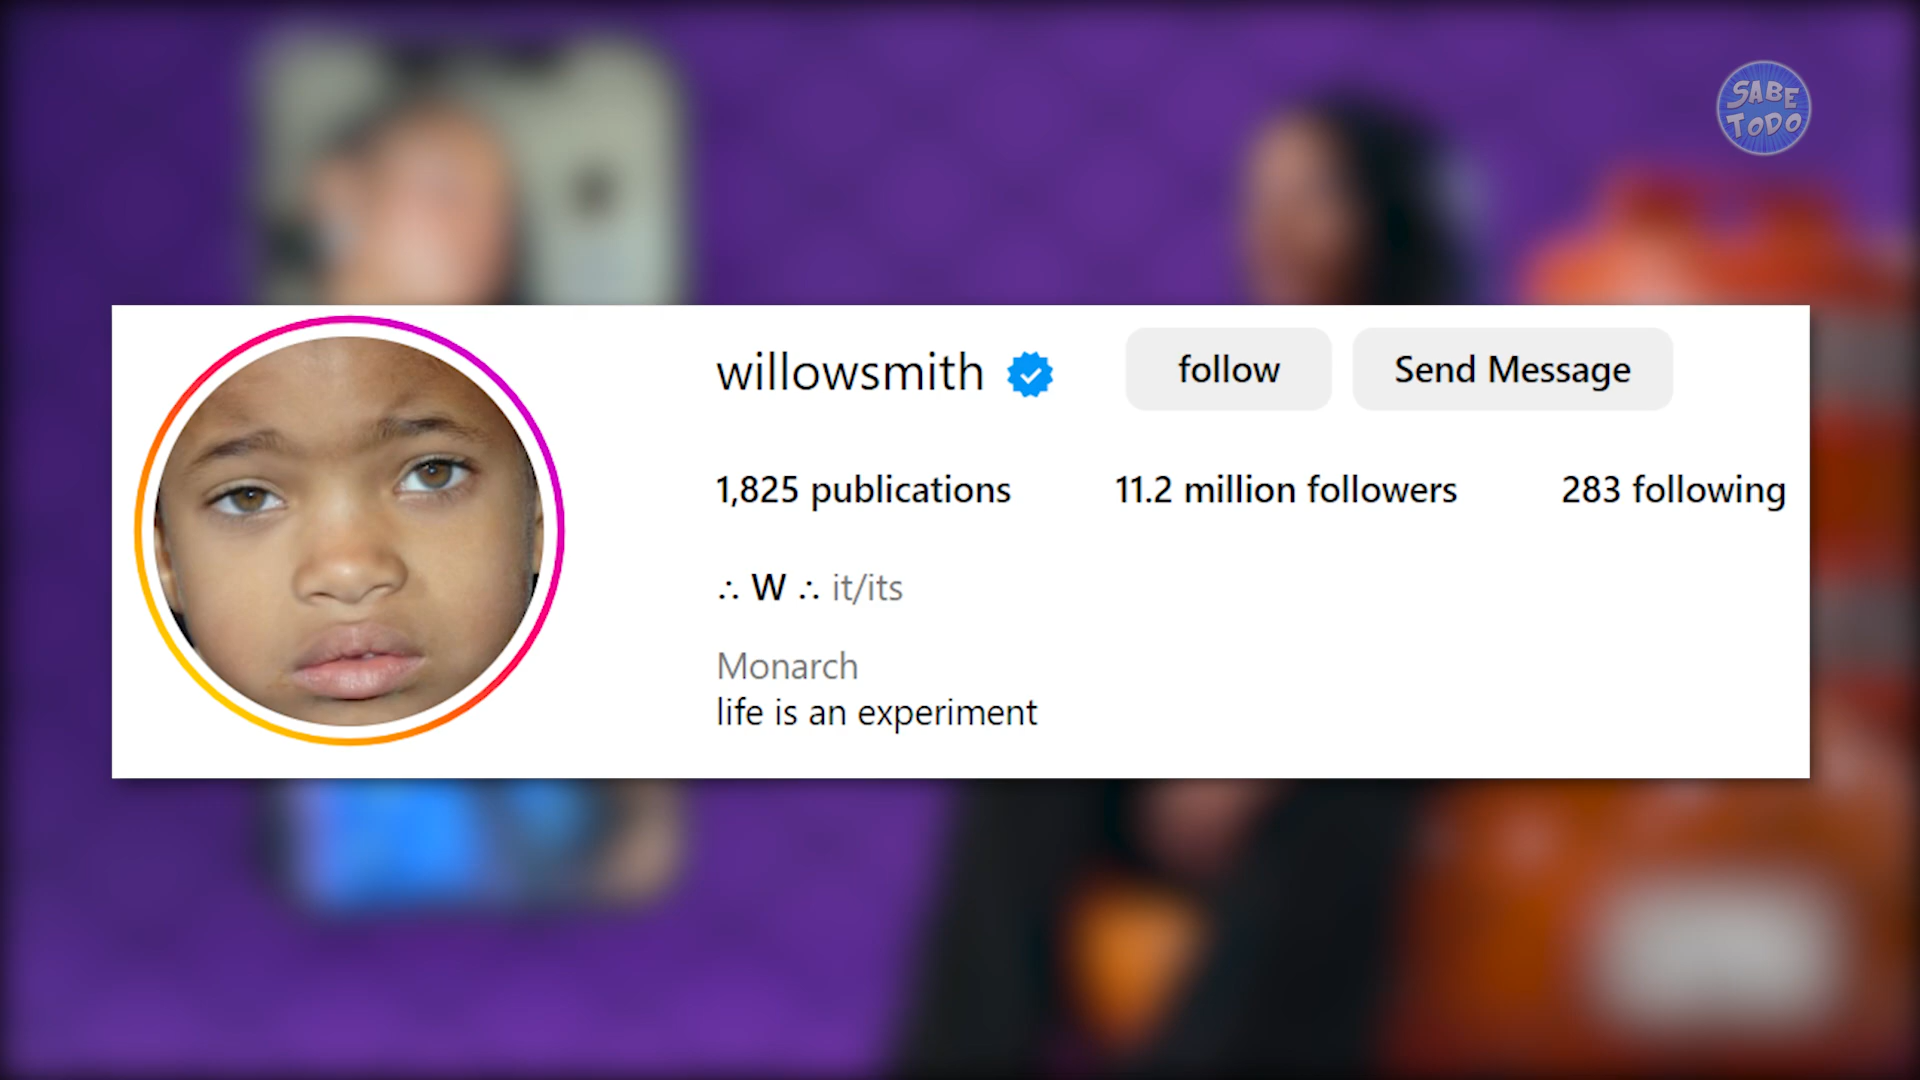 SABE
TODO
willowsmith
follow
Send Message
1,825 publications
11.2 million followers
283 following
∴ W ∴ it/its
Monarch
life is an experiment